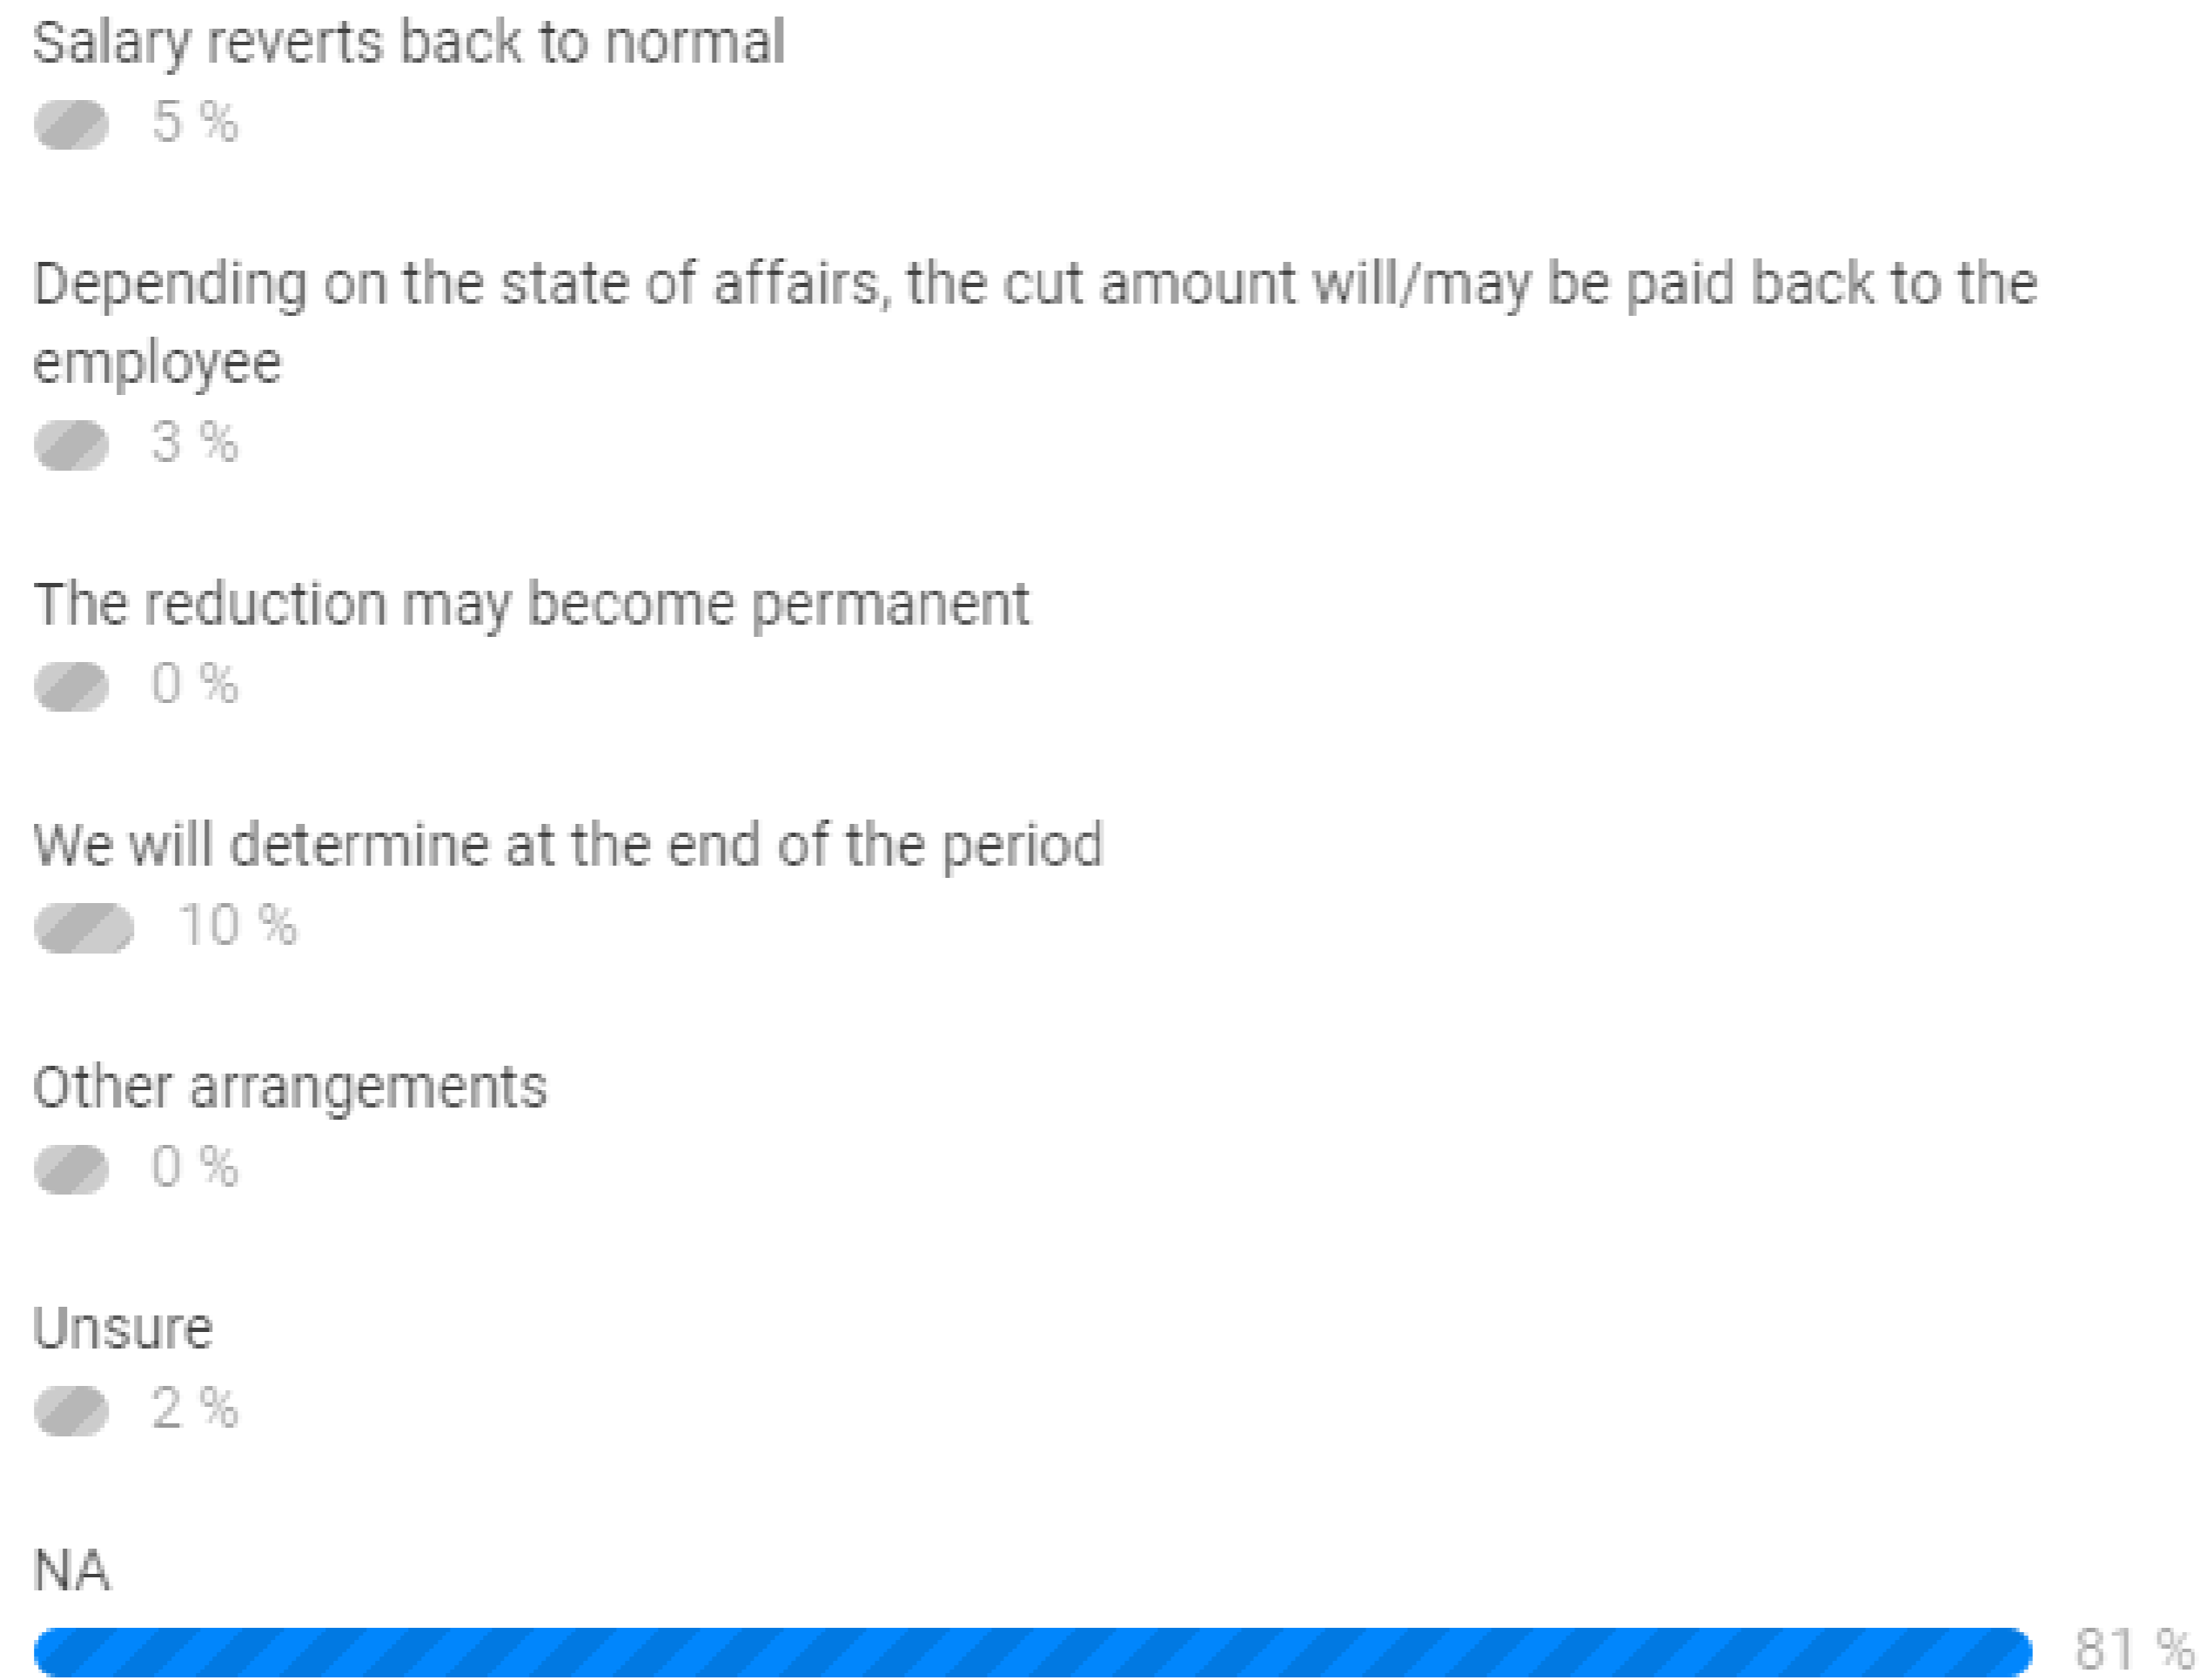 Salary reverts back to normal
5 %
Depending on the state of affairs, the cut amount will/may be paid back to the
employee
3 %
The reduction may become permanent
0 %
We will determine at the end of the period
10 %
Other arrangements
0 %
Unsure
2 %
NA
81 %